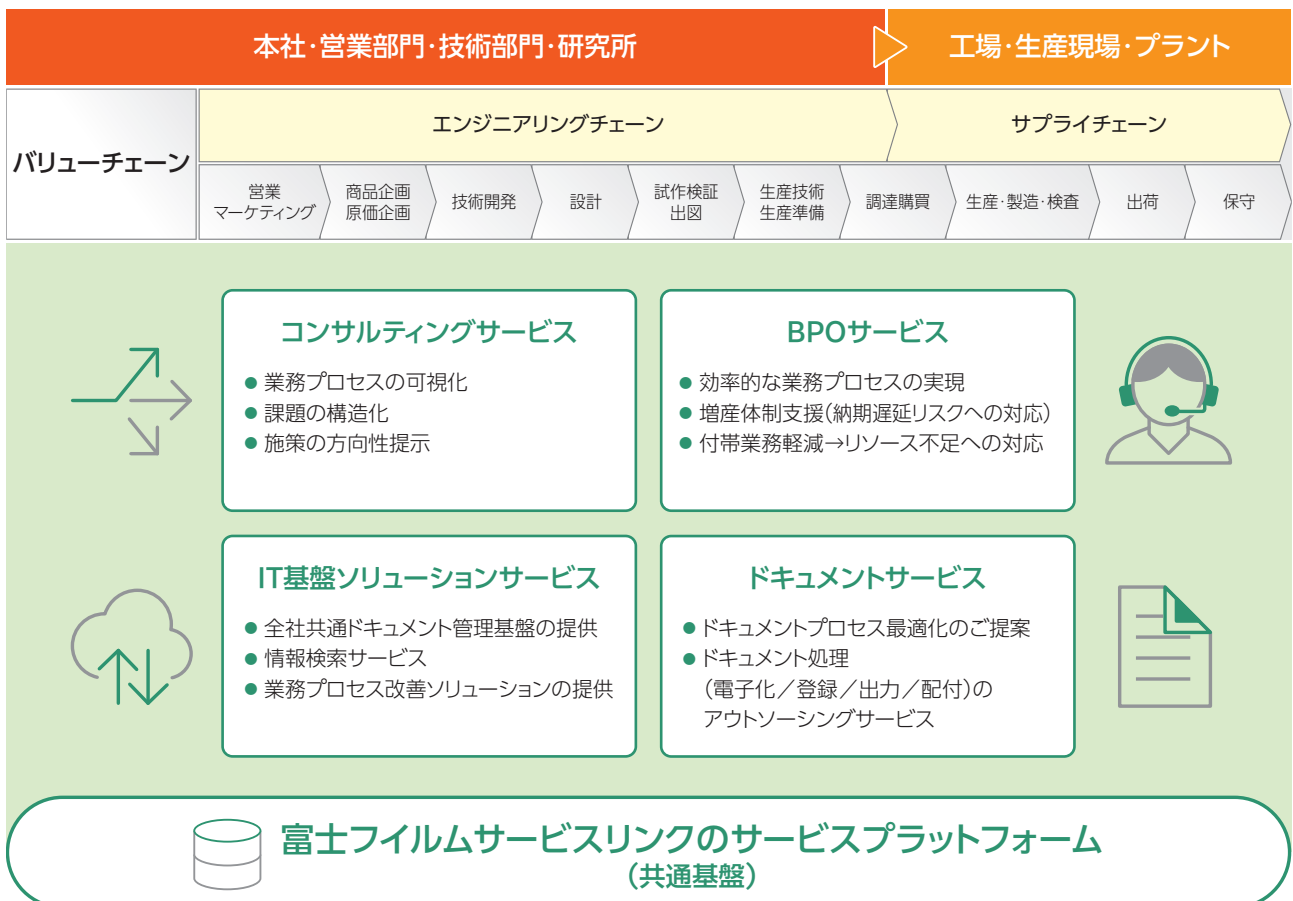 本社・営業部門・技術部門・研究所
工場・生産現場・プラント
バリューチェーン
エンジニアリングチェーン
サプライチェーン
営業
マーケティング
商品企画
原価企画
技術開発
設計
試作検証
出図
生産技術
生産準備
調達購買
生産・製造・検査
出荷
保守
コンサルティングサービス
● 業務プロセスの可視化
● 課題の構造化
● 施策の方向性提示
BPOサービス
● 効率的な業務プロセスの実現
● 増産体制支援(納期遅延リスクへの対応)
● 付帯業務軽減→リソース不足への対応
IT基盤ソリューションサービス
● 全社共通ドキュメント管理基盤の提供
● 情報検索サービス
● 業務プロセス改善ソリューションの提供
ドキュメントサービス
● ドキュメントプロセス最適化のご提案
● ドキュメント処理
(電子化／登録／出力／配付)の
アウトソーシングサービス
富士フイルムサービスリンクのサービスプラットフォーム
(共通基盤)